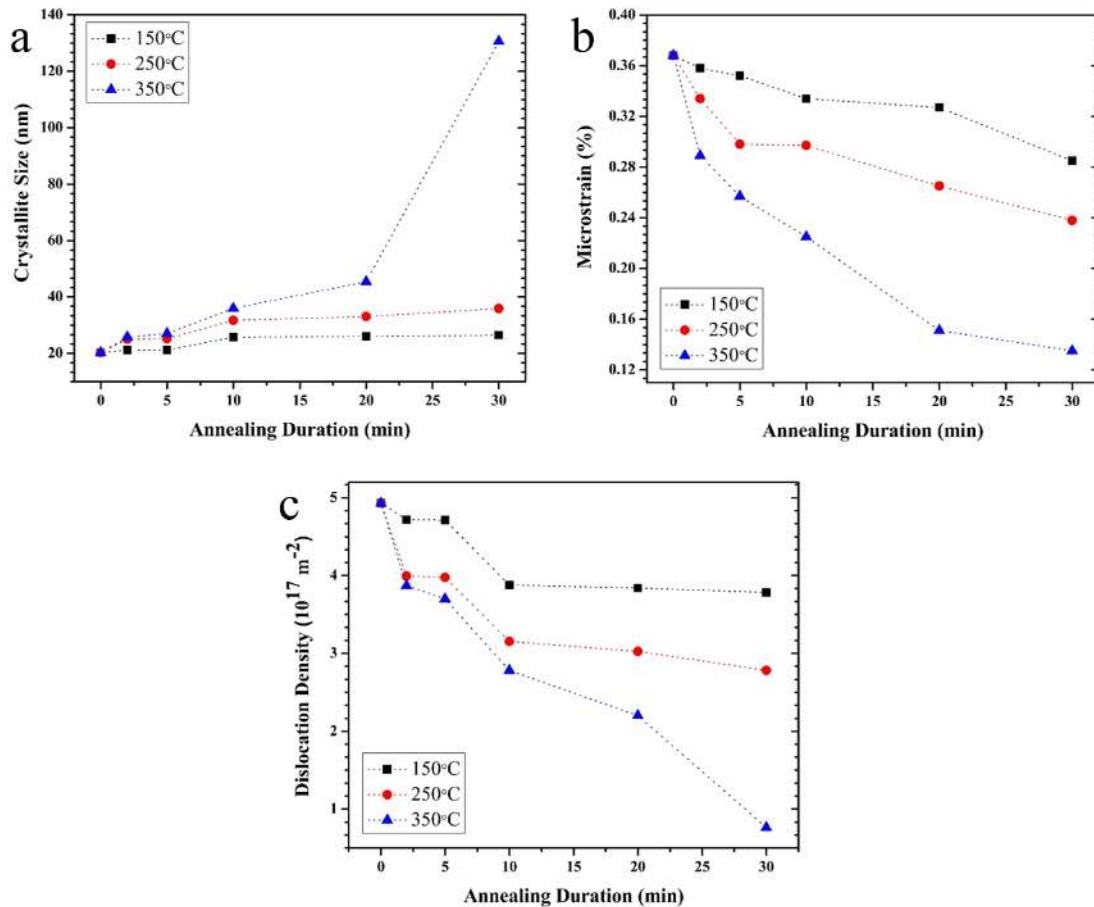 a
140
120
100
80
60
40
20
0
5
10
15
20
25
30
Crystallite Size (nm)
Annealing Duration (min)
150°C
250°C
350°C
b
0.40
0.36
0.32
0.28
0.24
0.20
0.16
0.12
0
5
10
15
20
25
30
Microstrain (%)
Annealing Duration (min)
150°C
250°C
350°C
c
5
4
3
2
1
0
5
10
15
20
25
30
Dislocation Density (10¹⁷ m⁻²)
Annealing Duration (min)
150°C
250°C
350°C